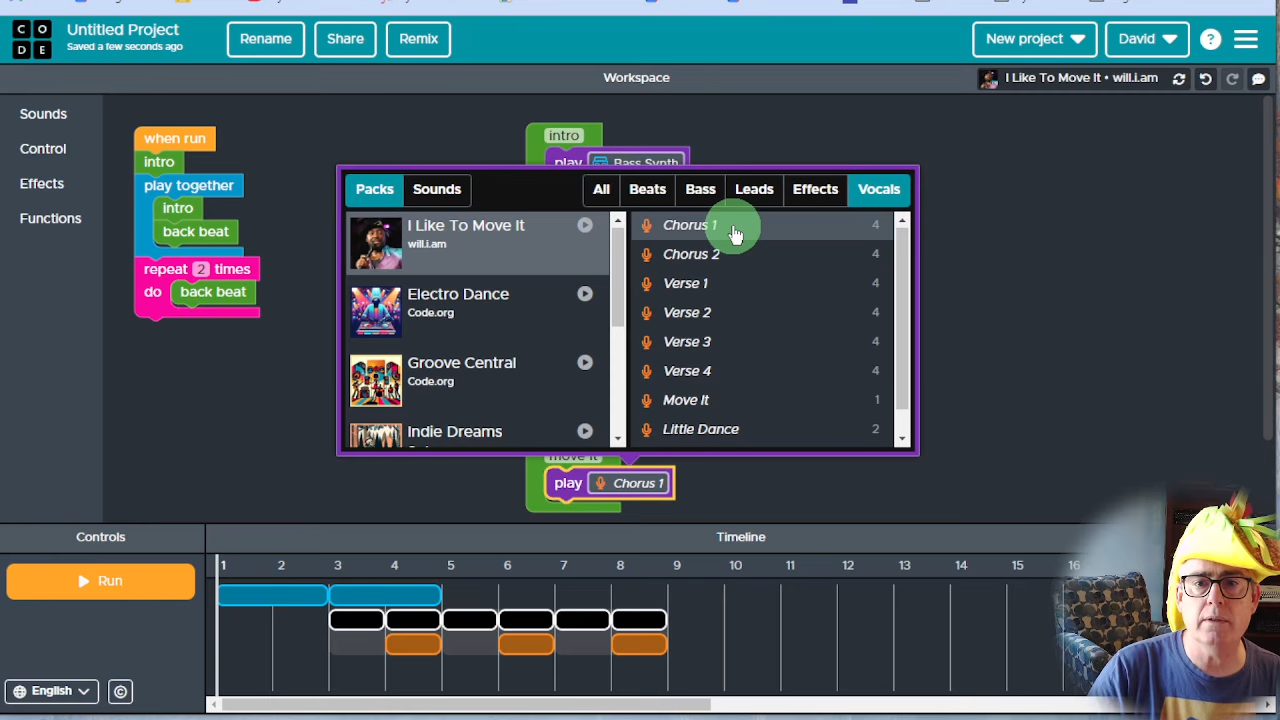 CO
DE
Untitled Project
Saved a few seconds ago
Rename
Share
Remix
New project
David
?
Workspace
I Like To Move It • will.i.am
Sounds
Control
Effects
Functions
when run
intro
play together
intro
back beat
repeat 2 times
do back beat
intro
play Bass Synth
Packs
Sounds
All
Beats
Bass
Leads
Effects
Vocals
I Like To Move It
will.i.am
Electro Dance
Code.org
Groove Central
Code.org
Indie Dreams
Chorus 1 4
Chorus 2 4
Verse 1 4
Verse 2 4
Verse 3 4
Verse 4 4
Move It 1
Little Dance 2
move it
play Chorus 1
Controls
Timeline
Run
1 2 3 4 5 6 7 8 9 10 11 12 13 14 15 16
English
©